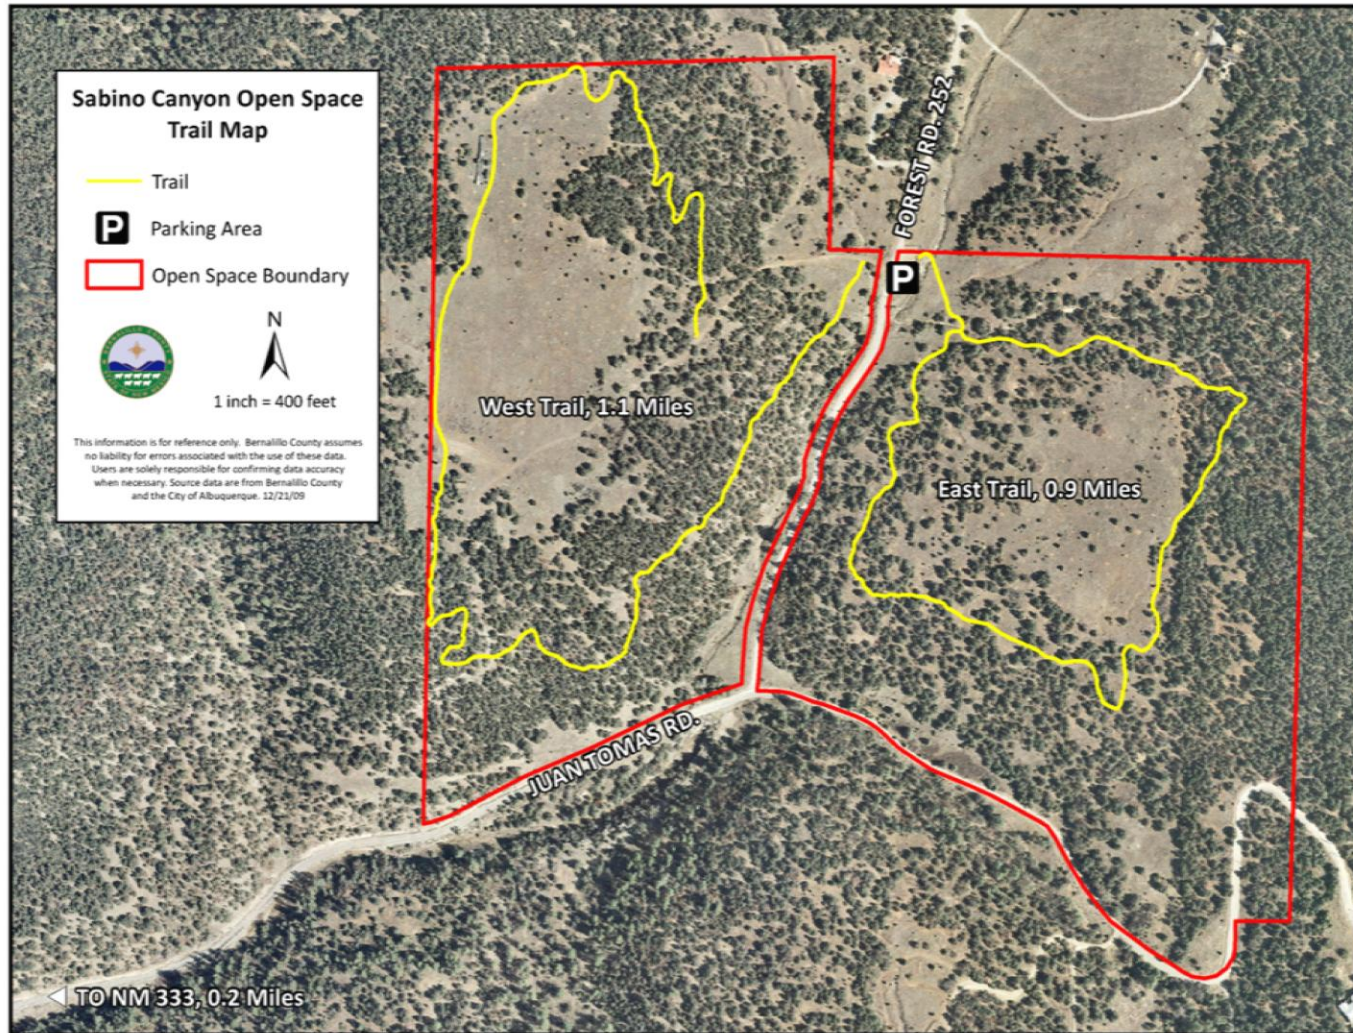 Sabino Canyon Open Space
Trail Map
Trail
P
Parking Area
Open Space Boundary
N
1 inch = 400 feet
This information is for reference only. Bernalillo County assumes
no liability for errors associated with the use of these data.
Users are solely responsible for confirming data accuracy
when necessary. Source data are from Bernalillo County
and the City of Albuquerque. 12/21/09
FOREST RD. 252
P
West Trail, 1.1 Miles
East Trail, 0.9 Miles
JUAN TOMAS RD.
TO NM 333, 0.2 Miles